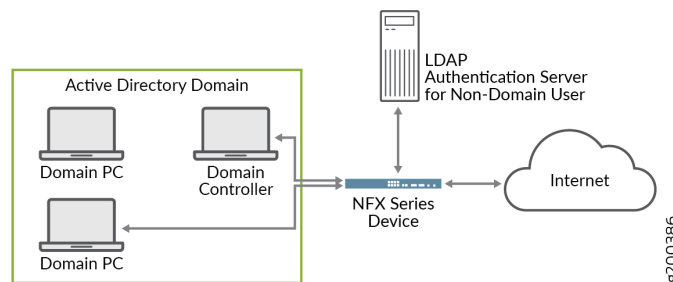 LDAP
Authentication Server
for Non-Domain User
Active Directory Domain
Domain PC
Domain
Controller
Internet
NFX Series
Device
Domain PC
g200386